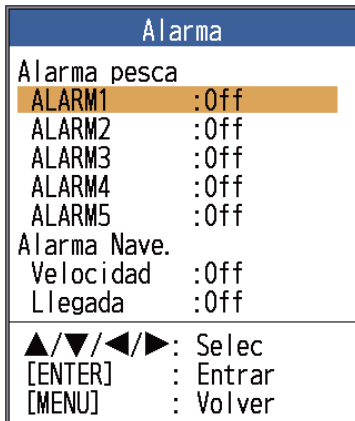 Alarma
Alarma pesca
ALARM1 :Off
ALARM2 :Off
ALARM3 :Off
ALARM4 :Off
ALARM5 :Off
Alarma Nave.
Velocidad :Off
Llegada :Off
▲/▼/◀/▶: Selec
[ENTER] : Entrar
[MENU] : Volver